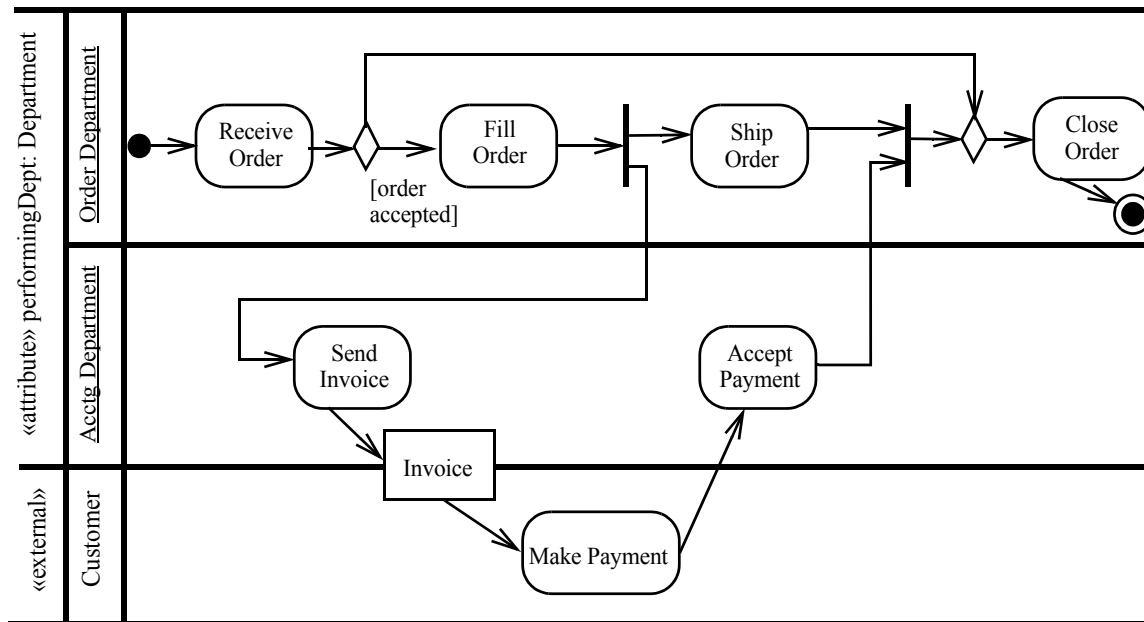 «attribute» performingDept: Department
Order Department
Receive
Order
[order
accepted]
Fill
Order
Ship
Order
Close
Order
Acctg Department
Send
Invoice
Accept
Payment
Invoice
«external»
Customer
Make Payment